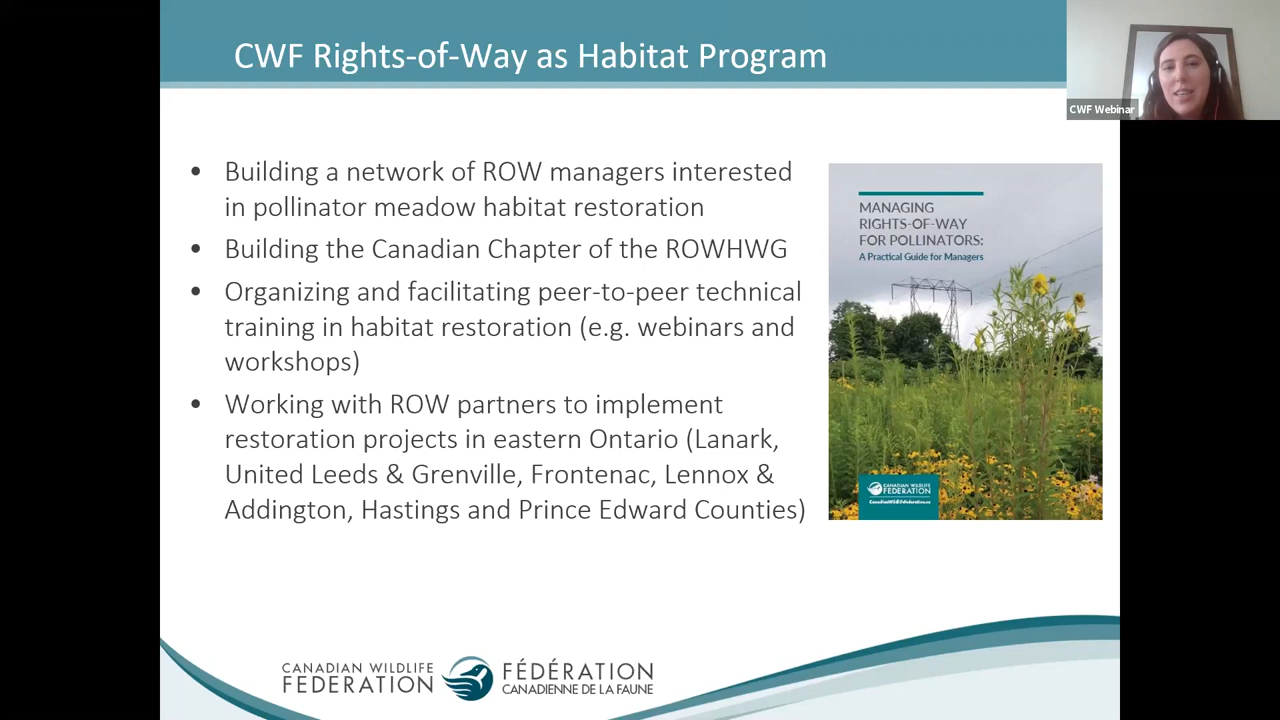 CWF Rights-of-Way as Habitat Program
CWF Webinar
• Building a network of ROW managers interested
in pollinator meadow habitat restoration
• Building the Canadian Chapter of the ROWHWG
• Organizing and facilitating peer-to-peer technical
training in habitat restoration (e.g. webinars and
workshops)
• Working with ROW partners to implement
restoration projects in eastern Ontario (Lanark,
United Leeds & Grenville, Frontenac, Lennox &
Addington, Hastings and Prince Edward Counties)
MANAGING
RIGHTS-OF-WAY
FOR POLLINATORS:
A Practical Guide for Managers
CANADIAN WILDLIFE
FEDERATION
CanadianWildlifeFederation.ca
CANADIAN WILDLIFE
FEDERATION
FÉDÉRATION
CANADIENNE DE LA FAUNE